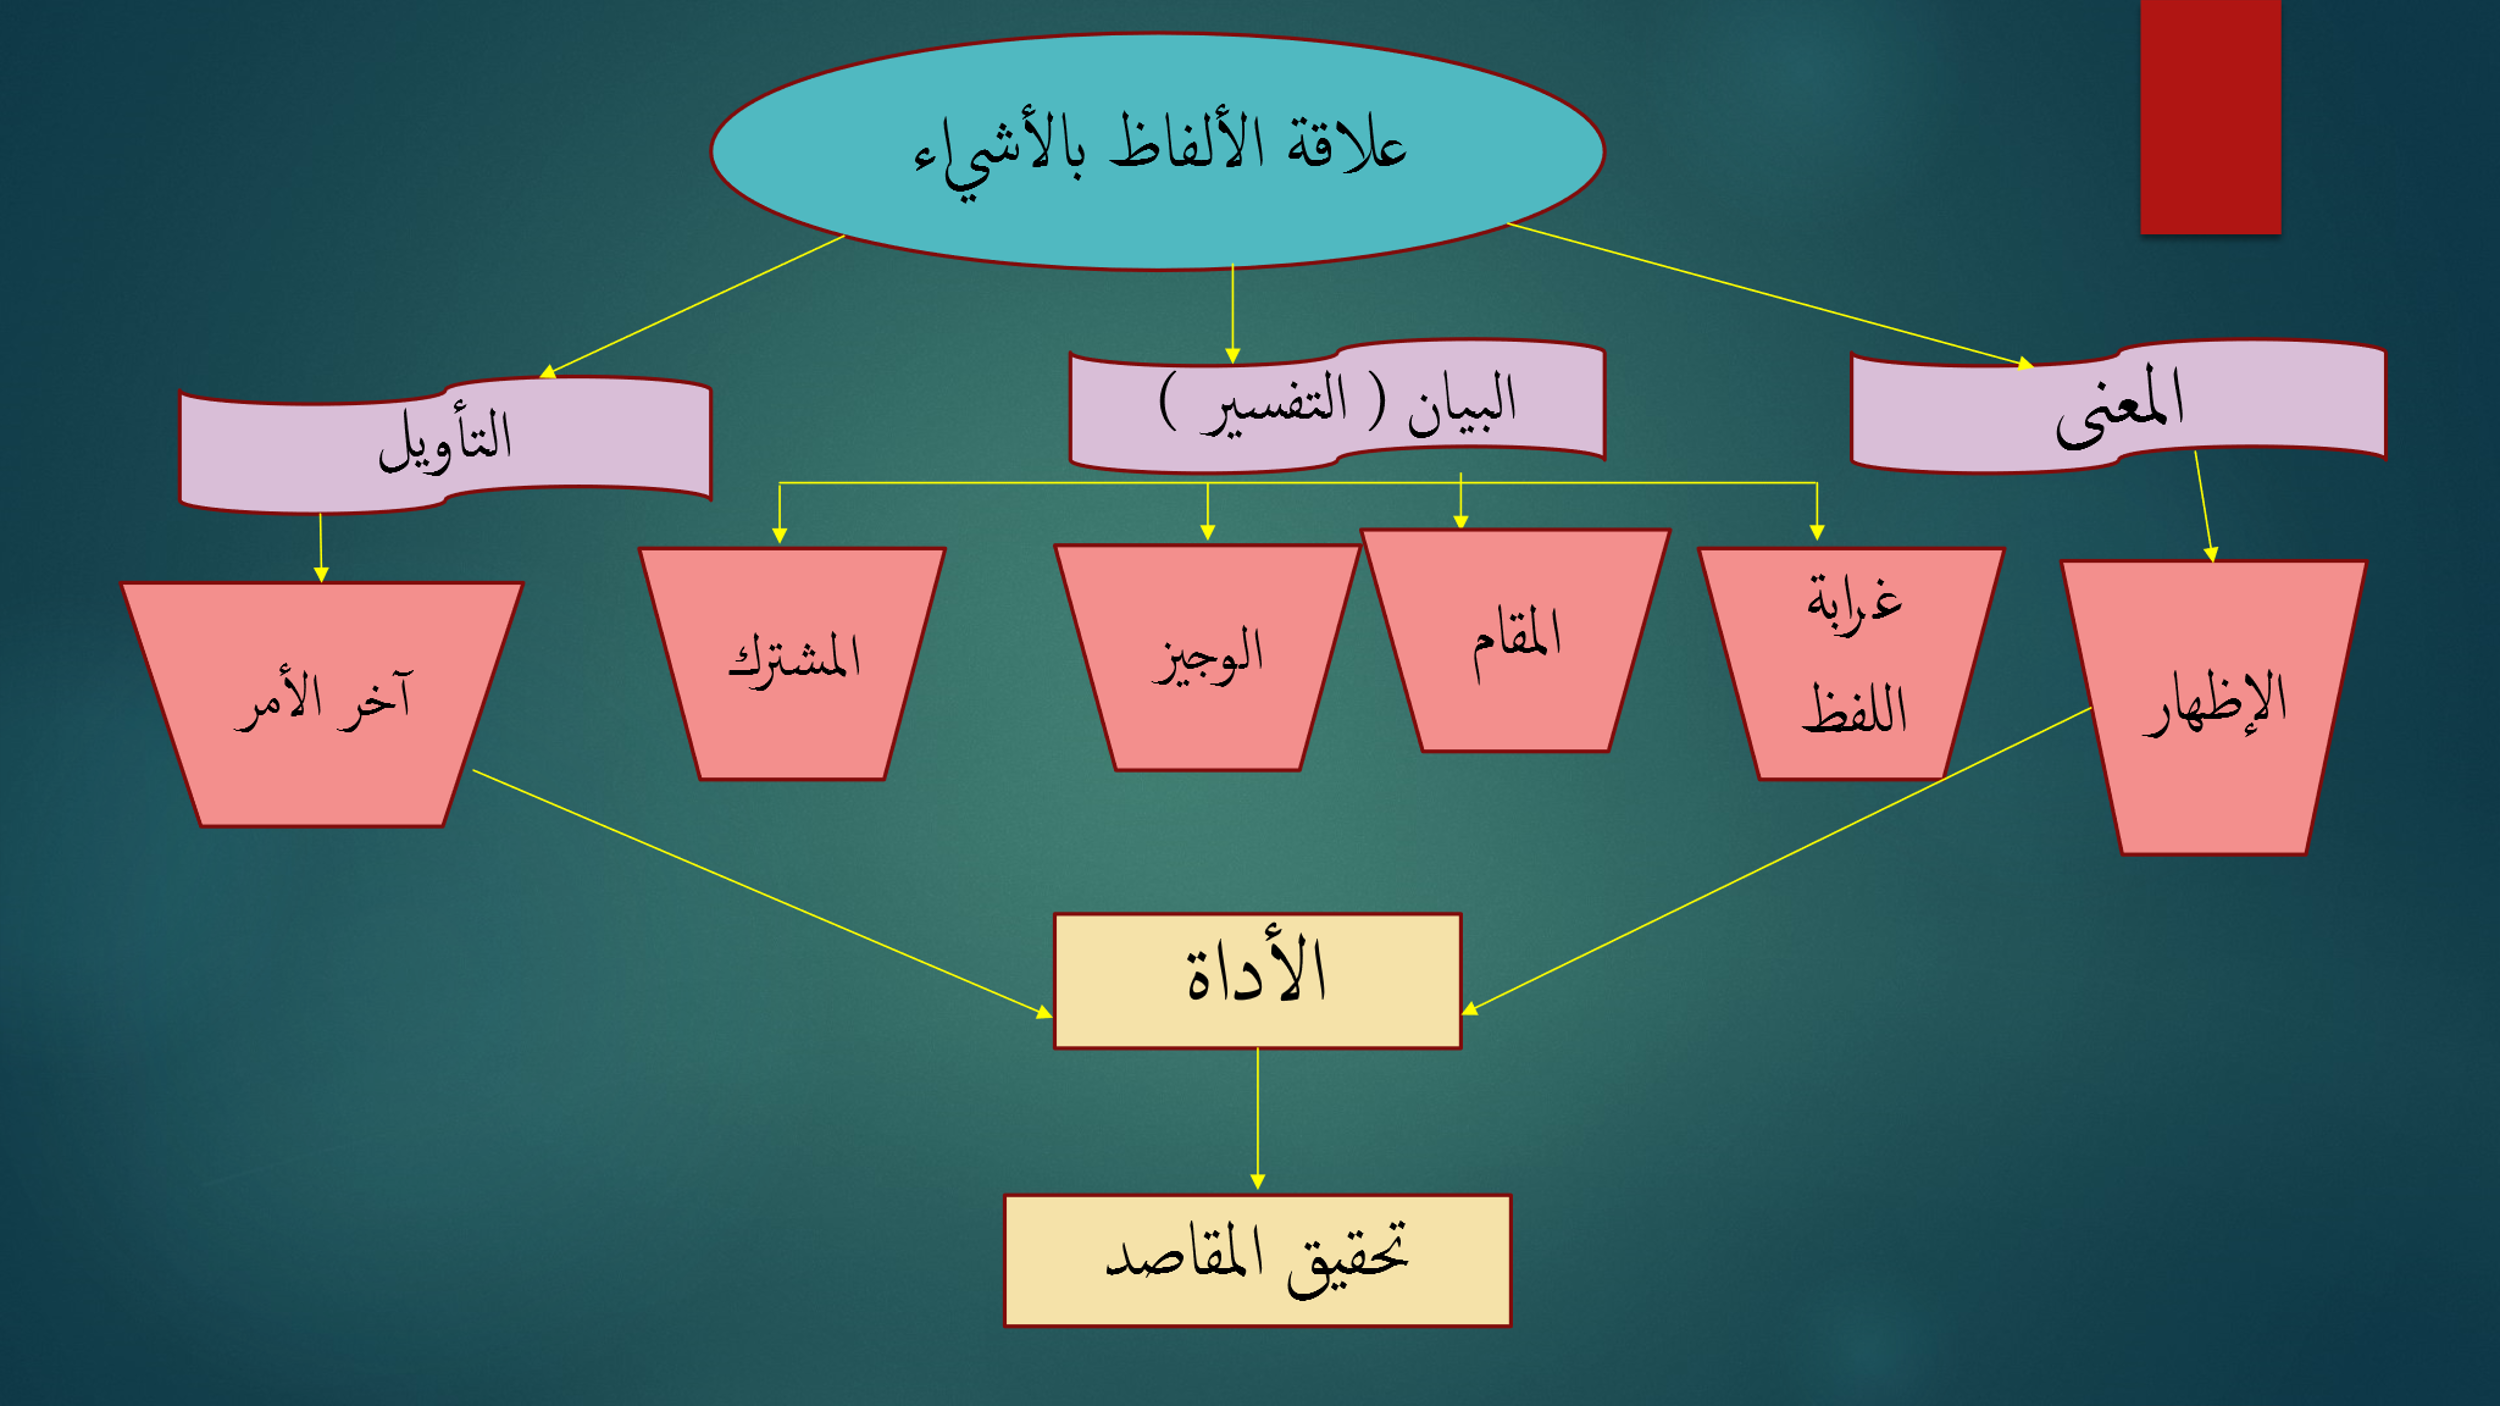 علاقة الألفاظ بالأشياء
المعنى
البيان ( التفسير )
التأويل
الإظهار
غرابة
اللفظ
المقام
الوجيز
المشترك
آخر الأمر
الأداة
تحقيق المقاصد